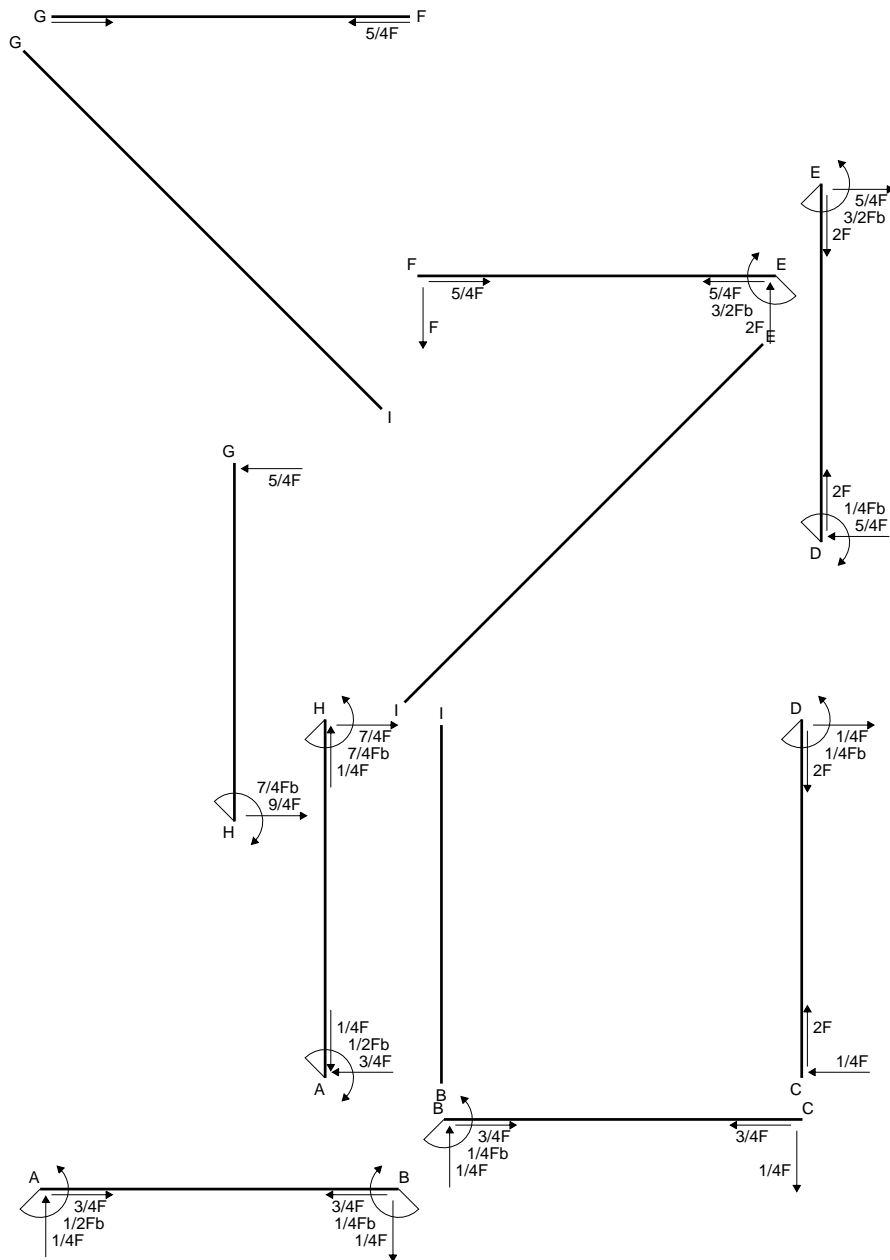 G F
5/4F
G
E
5/4F
3/2Fb
2F
F E
5/4F 5/4F
3/2Fb
F 2F
E
I
G
5/4F
2F
1/4Fb
5/4F
D
H I I D
7/4F 1/4F
7/4Fb 1/4Fb
1/4F 2F
7/4Fb
9/4F
H
1/4F 2F
1/2Fb
3/4F 1/4F
A B C
B C
3/4F 3/4F
1/4Fb
1/4F 1/4F
A B
3/4F 3/4F
1/2Fb 1/4Fb
1/4F 1/4F